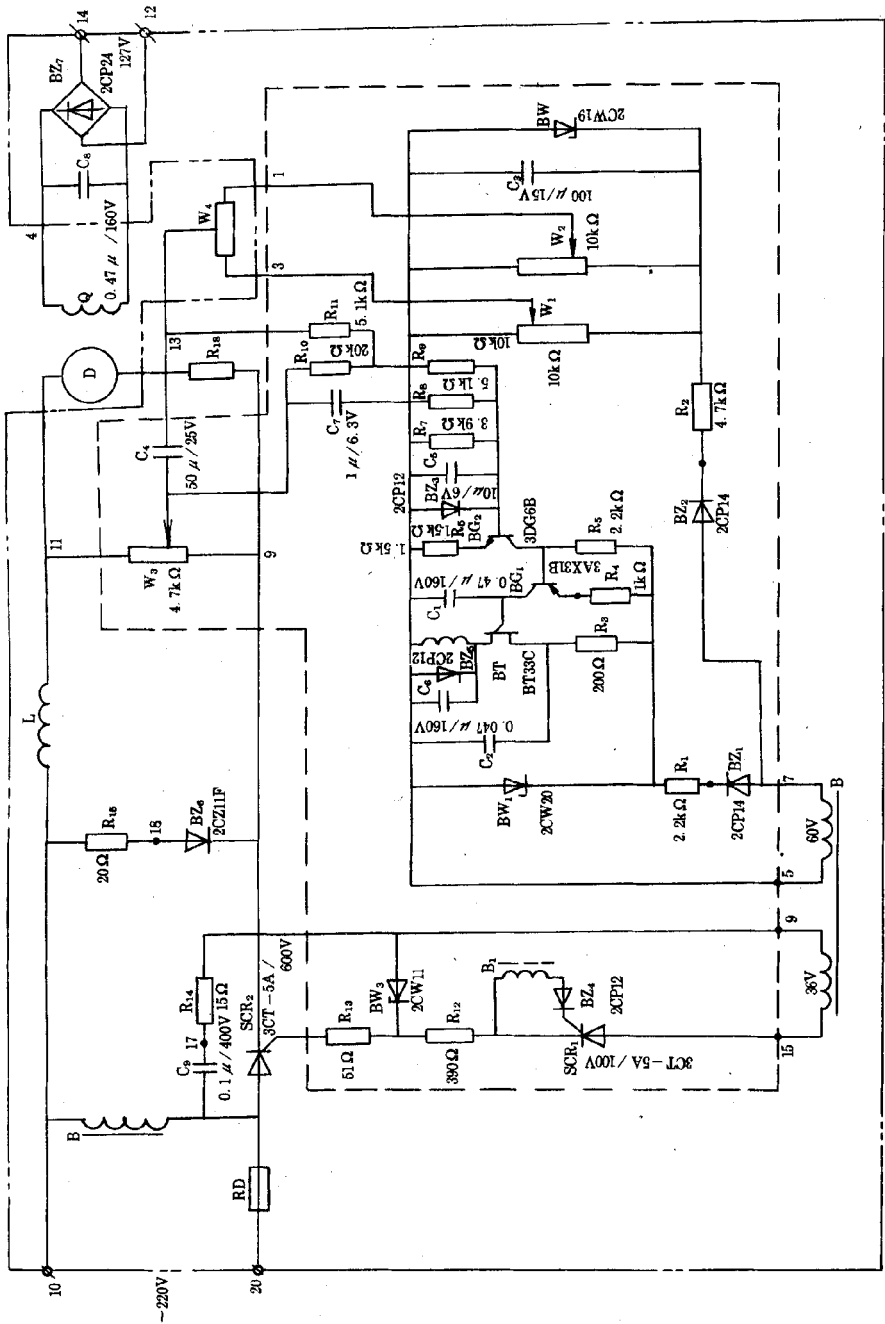 10
~220V
20
RD
B
C₉
17
R₁₄
0.1μ/400V 15Ω
SCR₂
3CT-5A/
600V
R₁₅
20Ω
18
BZ₆
2CZ11F
L
11
W₃
4.7kΩ
9
C₄
50μ/25V
D
R₁₈
13
4
Q
0.47μ/160V
C₈
BZ₇
2CP24
14
12
127V
W₄
1
3
R₁₁
5.1kΩ
R₁₀
20kΩ
C₇
1μ/6.3V
R₁₃
51Ω
BW₃
2CW11
R₁₂
390Ω
B₁
BZ₄
2CP12
SCR₁
3CT-5A/100V
15
36V
9
5
60V
7
B
BW₁
2CW20
R₁
2.2kΩ
BZ₁
2CP14
C₂
0.047μ/160V
C₆
BZ₅
2CP12
BT
BT33C
R₃
200Ω
C₁
0.47μ/160V
BG₁
3AX31B
R₄
1kΩ
R₅
2.2kΩ
1.5kΩ
R₆
1.5kΩ
BG₂
3DG6B
2CP12
BZ₃
10μ/6V
C₅
R₇
3.9kΩ
R₈
5.1kΩ
R₉
10kΩ
W₁
10kΩ
W₂
10kΩ
C₃
100μ/15V
BW
2CW19
R₂
4.7kΩ
BZ₂
2CP14